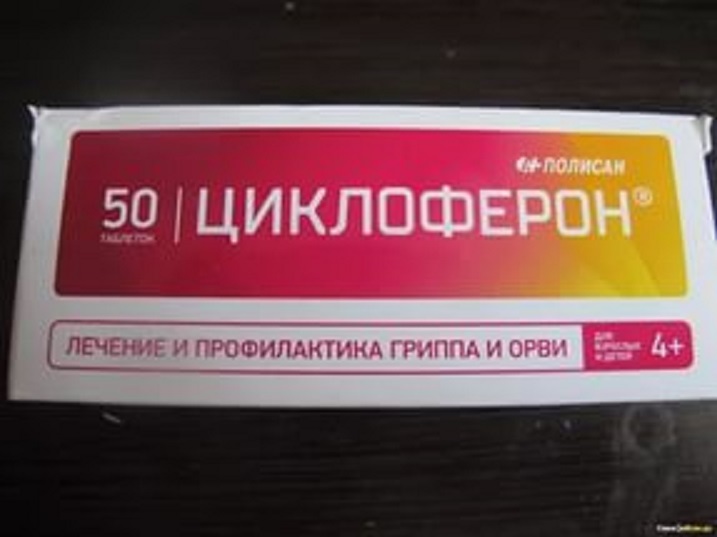 ПОЛИСАН
50 ТАБЛЕТОК
ЦИКЛОФЕРОН®
ЛЕЧЕНИЕ И ПРОФИЛАКТИКА ГРИППА И ОРВИ
ДЛЯ
ВЗРОСЛЫХ
И ДЕТЕЙ
4+